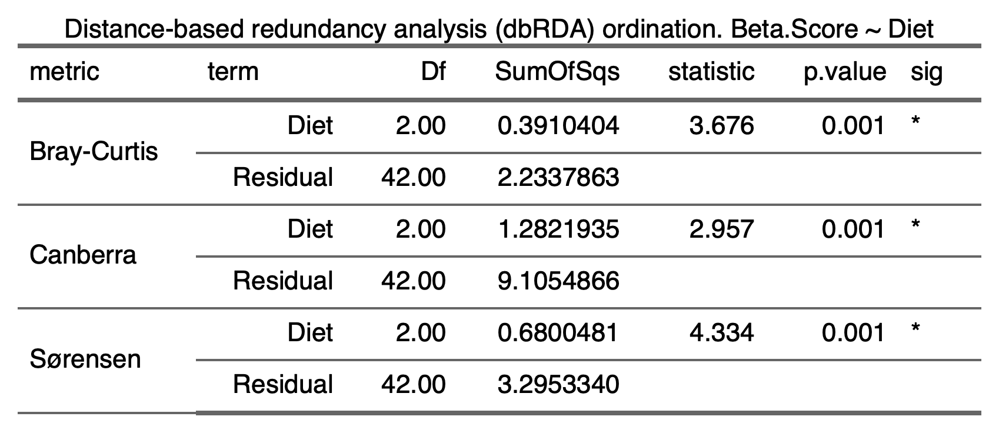 Distance-based redundancy analysis (dbRDA) ordination. Beta.Score ~ Diet
metric term Df SumOfSqs statistic p.value sig
Bray-Curtis
Diet 2.00 0.3910404 3.676 0.001 *
Residual 42.00 2.2337863
Canberra
Diet 2.00 1.2821935 2.957 0.001 *
Residual 42.00 9.1054866
Sørensen
Diet 2.00 0.6800481 4.334 0.001 *
Residual 42.00 3.2953340